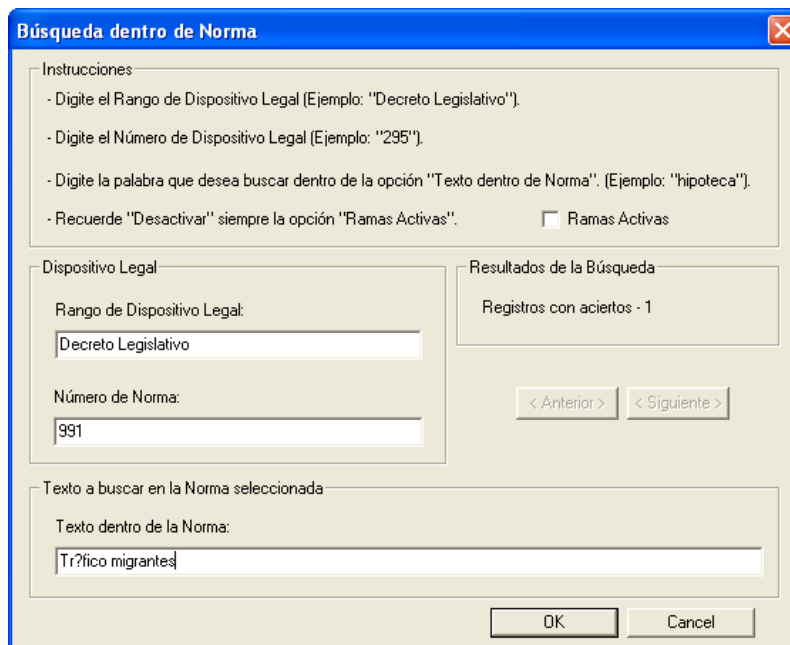 Búsqueda dentro de Norma
Instrucciones
- Digite el Rango de Dispositivo Legal (Ejemplo: "Decreto Legislativo").
- Digite el Número de Dispositivo Legal (Ejemplo: "295").
- Digite la palabra que desea buscar dentro de la opción "Texto dentro de Norma". (Ejemplo: "hipoteca").
- Recuerde "Desactivar" siempre la opción "Ramas Activas". Ramas Activas
Dispositivo Legal
Rango de Dispositivo Legal:
Decreto Legislativo
Número de Norma:
991
Resultados de la Búsqueda
Registros con aciertos - 1
< Anterior > < Siguiente >
Texto a buscar en la Norma seleccionada
Texto dentro de la Norma:
Tr?fico migrantes
OK Cancel